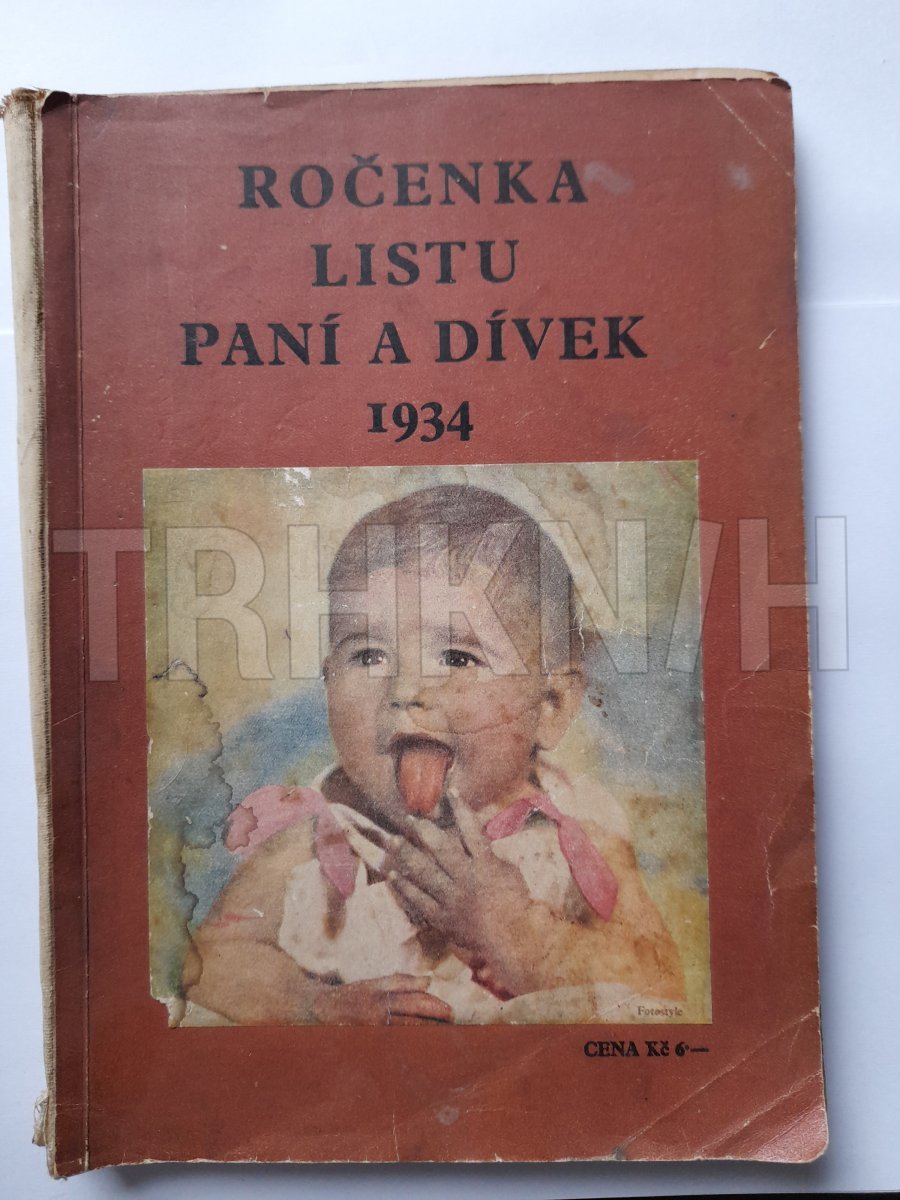 ROČENKA
LISTU
PANÍ A DÍVEK
1934
TRHKNIH
Fotostyle
CENA Kč 6·—